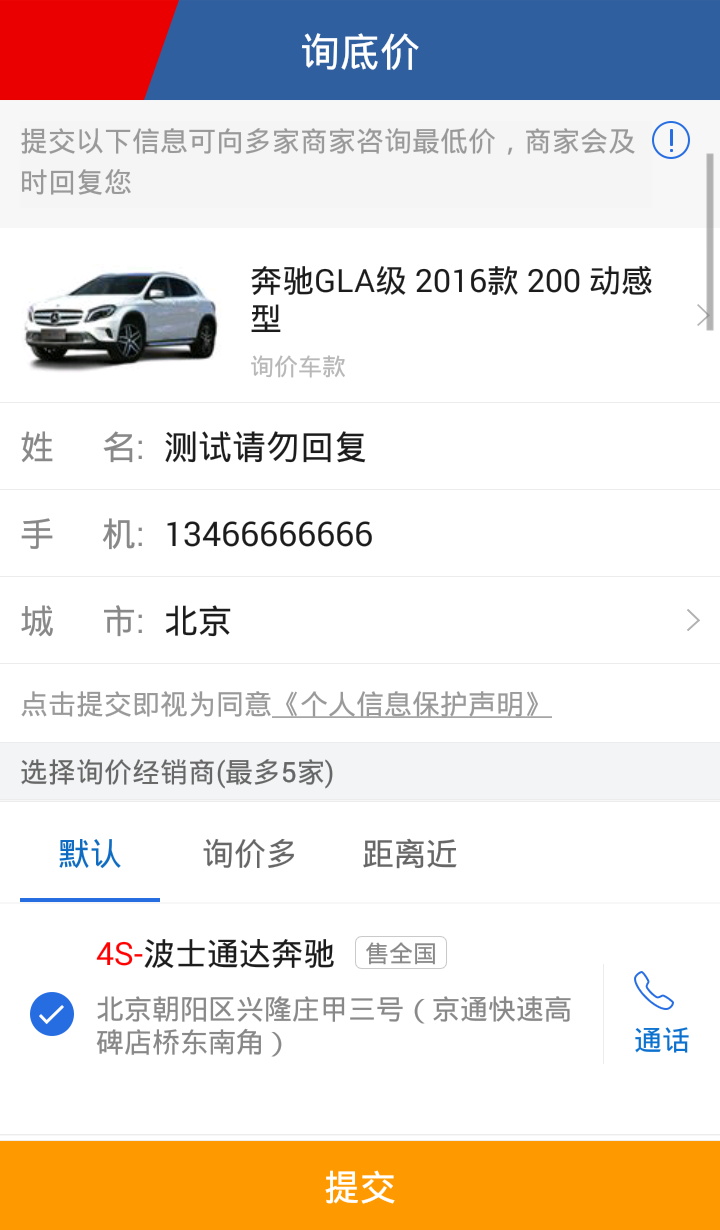 询底价
提交以下信息可向多家商家咨询最低价，商家会及
时回复您
奔驰GLA级 2016款 200 动感
型
询价车款
姓 名: 测试请勿回复
手 机: 13466666666
城 市: 北京
点击提交即视为同意《个人信息保护声明》
选择询价经销商(最多5家)
默认 询价多 距离近
4S-波士通达奔驰 售全国
北京朝阳区兴隆庄甲三号（京通快速高
碑店桥东南角）
通话
提交